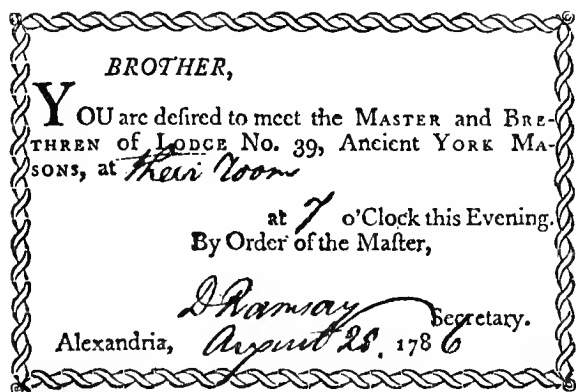 BROTHER,
YOU are deſired to meet the MASTER and BRE-
THREN of LODGE No. 39, Ancient YORK MA-
SONS, at their room
at 7 o'Clock this Evening.
By Order of the Maſter,
D Ramsay Secretary.
Alexandria, August 25. 1786